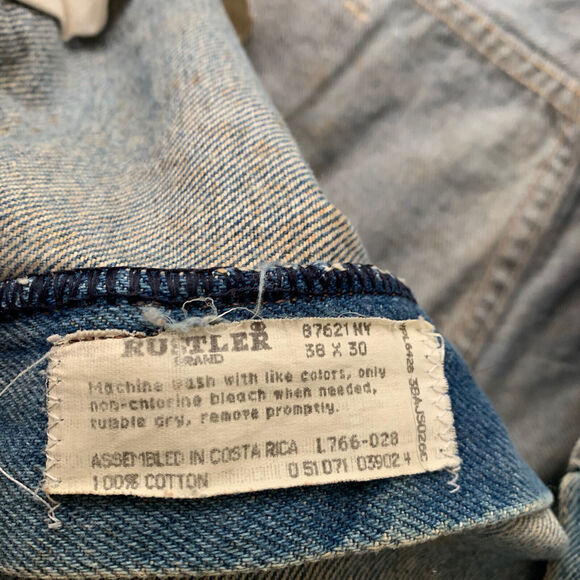 RUSTLER 87621NV
BRAND 38 X 30
Machine wash with like colors, only
non-chlorine bleach when needed,
tumble dry, remove promptly.
ASSEMBLED IN COSTA RICA L766-028
100% COTTON 0 51071 03902 4